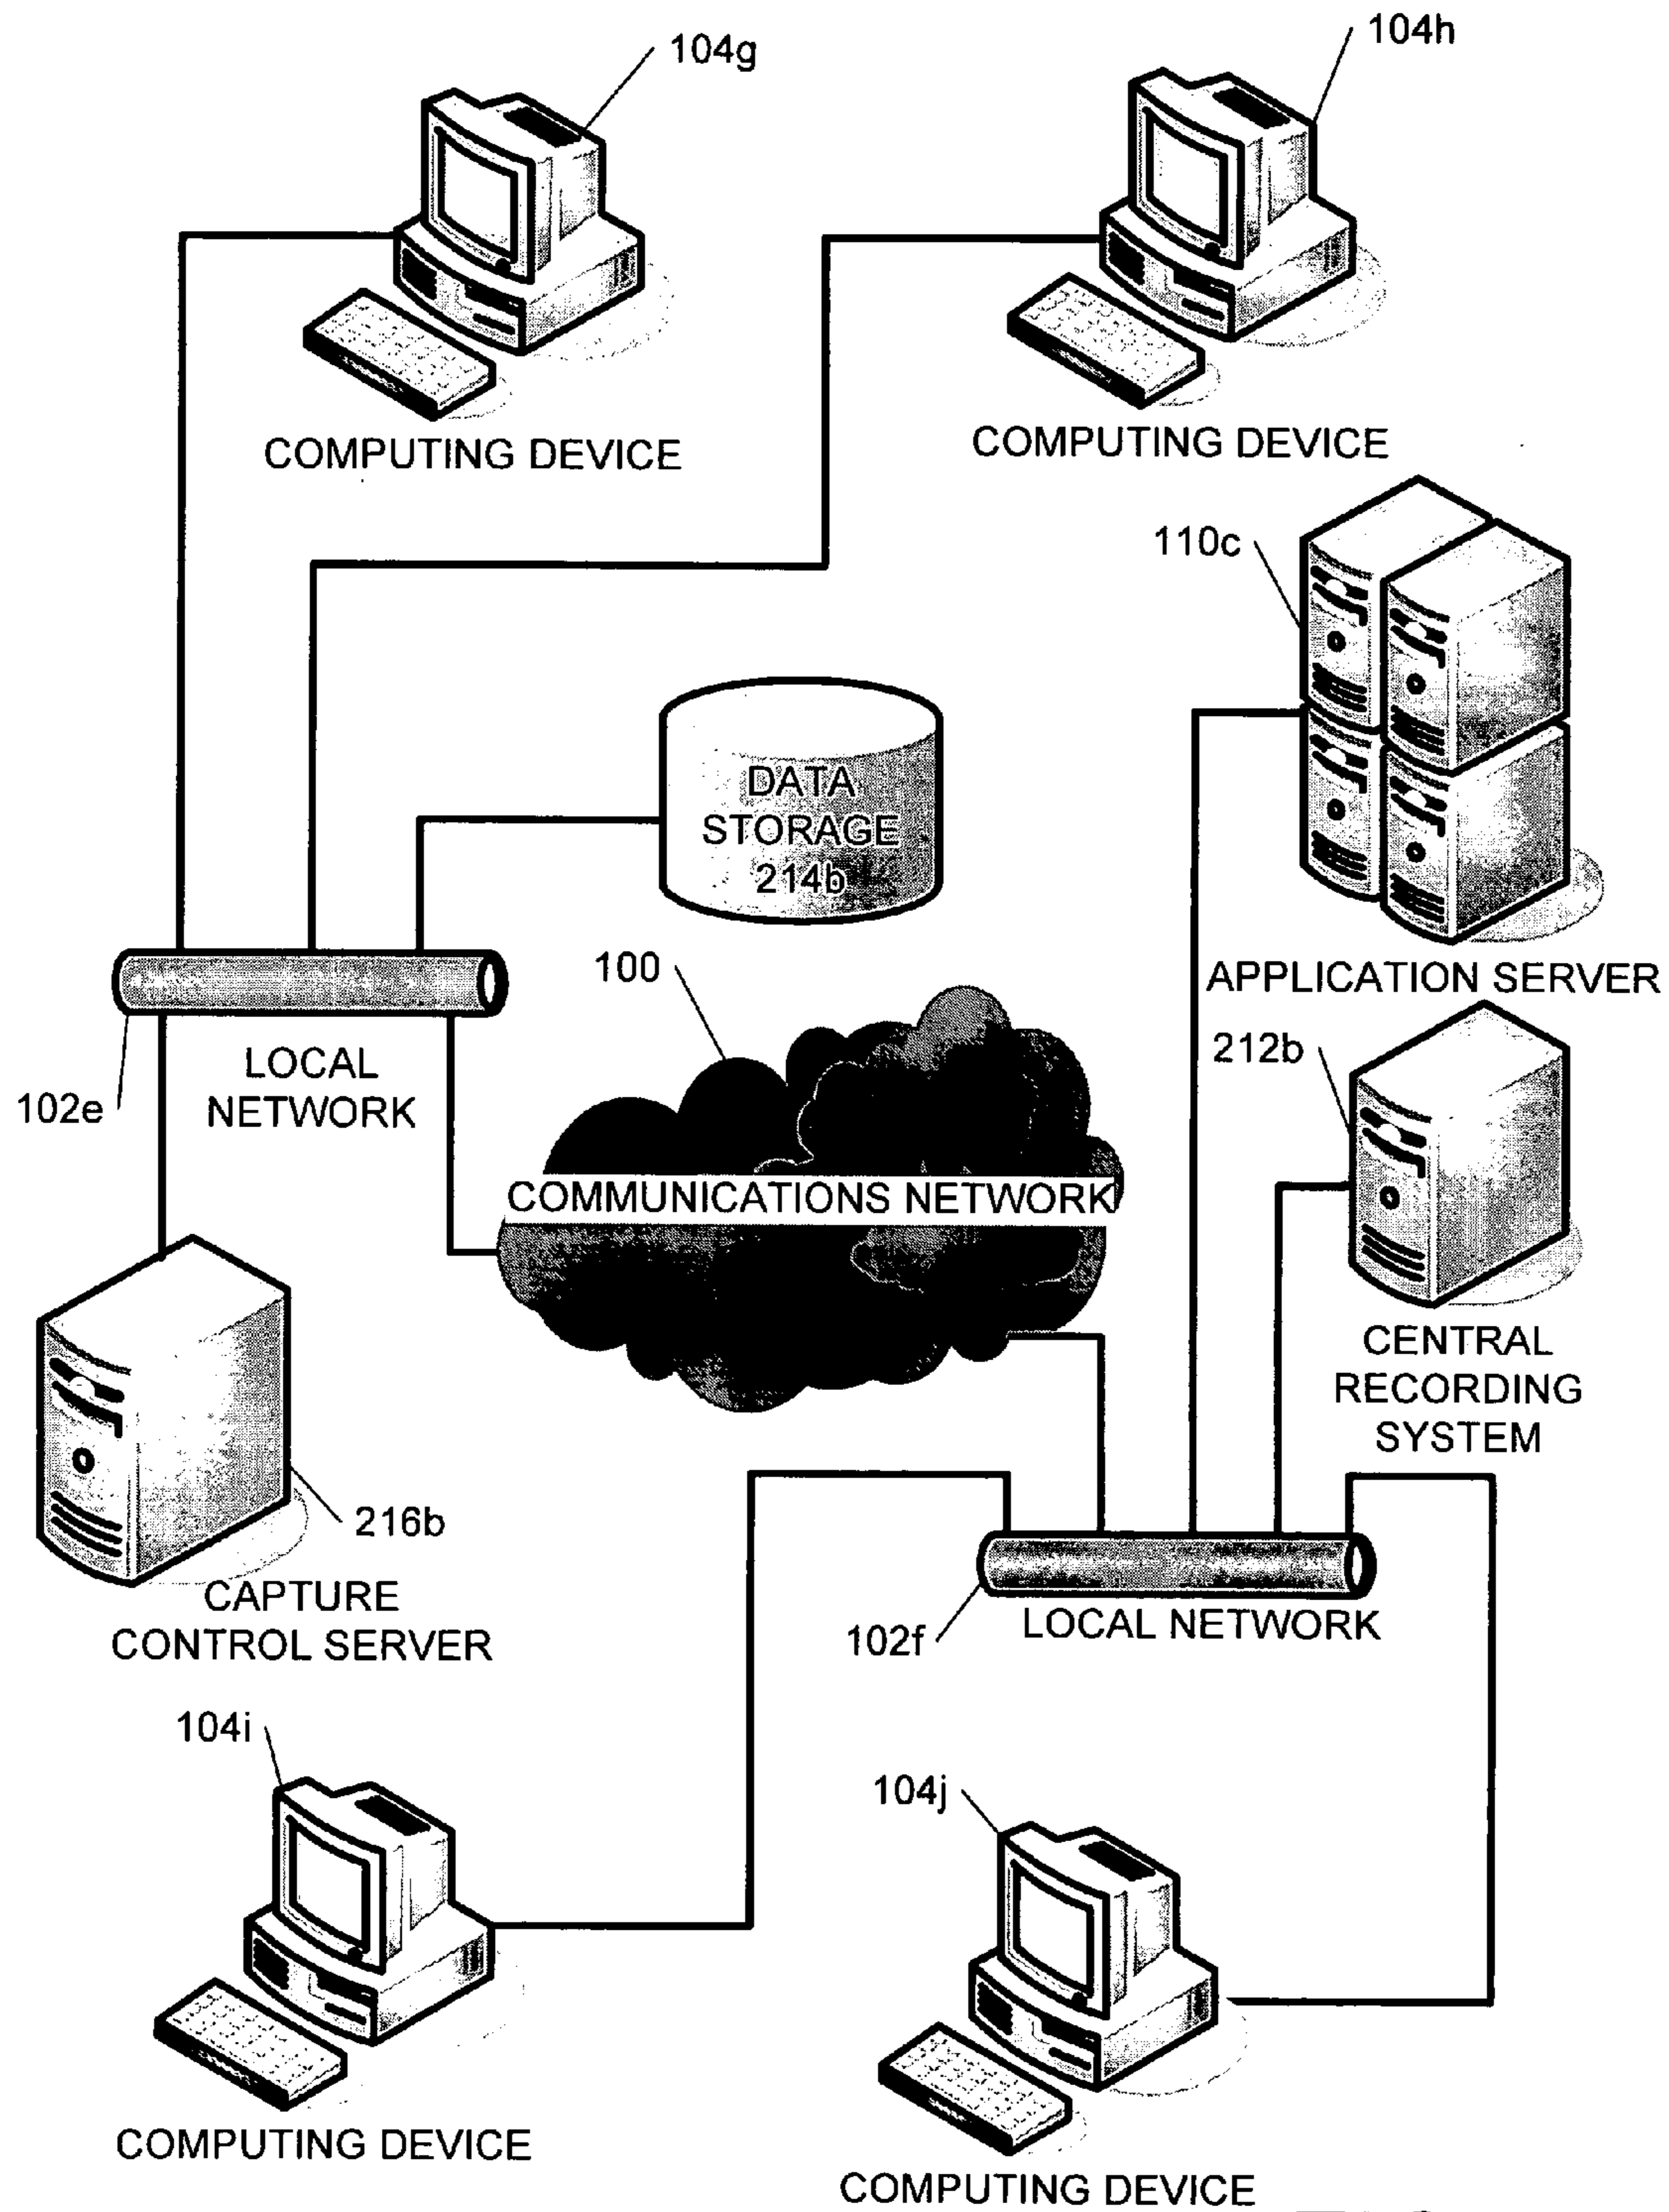 104g
104h
COMPUTING DEVICE
COMPUTING DEVICE
110c
DATA
STORAGE
214b
100
APPLICATION SERVER
212b
LOCAL
NETWORK
102e
COMMUNICATIONS NETWORK
CENTRAL
RECORDING
SYSTEM
216b
CAPTURE
CONTROL SERVER
102f
LOCAL NETWORK
104i
104j
COMPUTING DEVICE
COMPUTING DEVICE